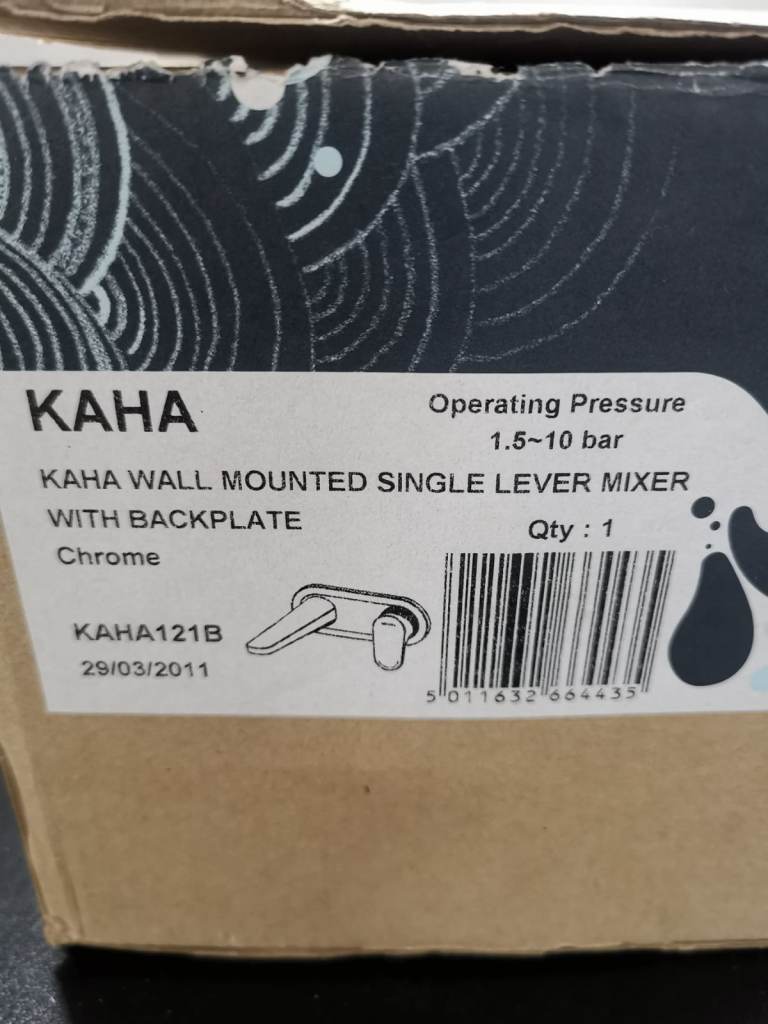 KAHA
Operating Pressure
1.5~10 bar
KAHA WALL MOUNTED SINGLE LEVER MIXER
WITH BACKPLATE
Qty : 1
Chrome
KAHA121B
29/03/2011
5 011632 664435